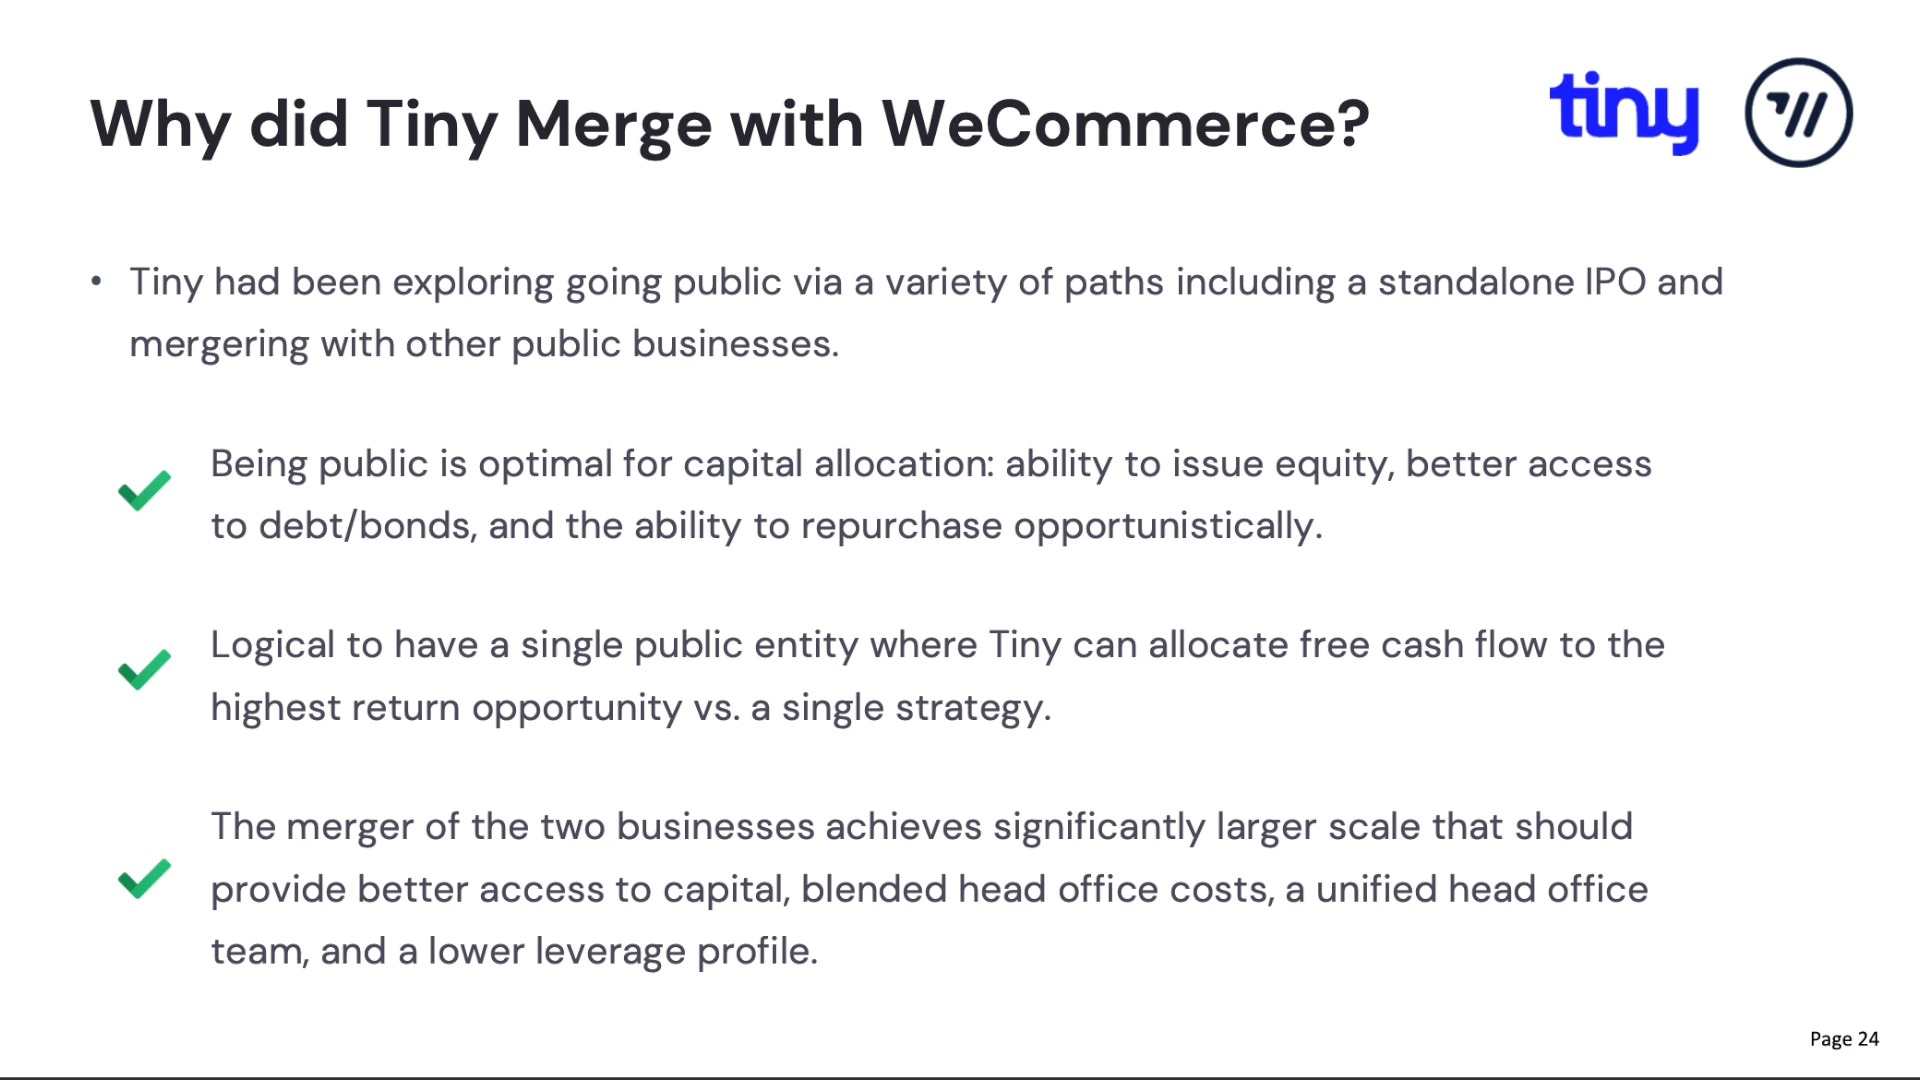 Why did Tiny Merge with WeCommerce?
tiny
• Tiny had been exploring going public via a variety of paths including a standalone IPO and
mergering with other public businesses.
Being public is optimal for capital allocation: ability to issue equity, better access
to debt/bonds, and the ability to repurchase opportunistically.
Logical to have a single public entity where Tiny can allocate free cash flow to the
highest return opportunity vs. a single strategy.
The merger of the two businesses achieves significantly larger scale that should
provide better access to capital, blended head office costs, a unified head office
team, and a lower leverage profile.
Page 24